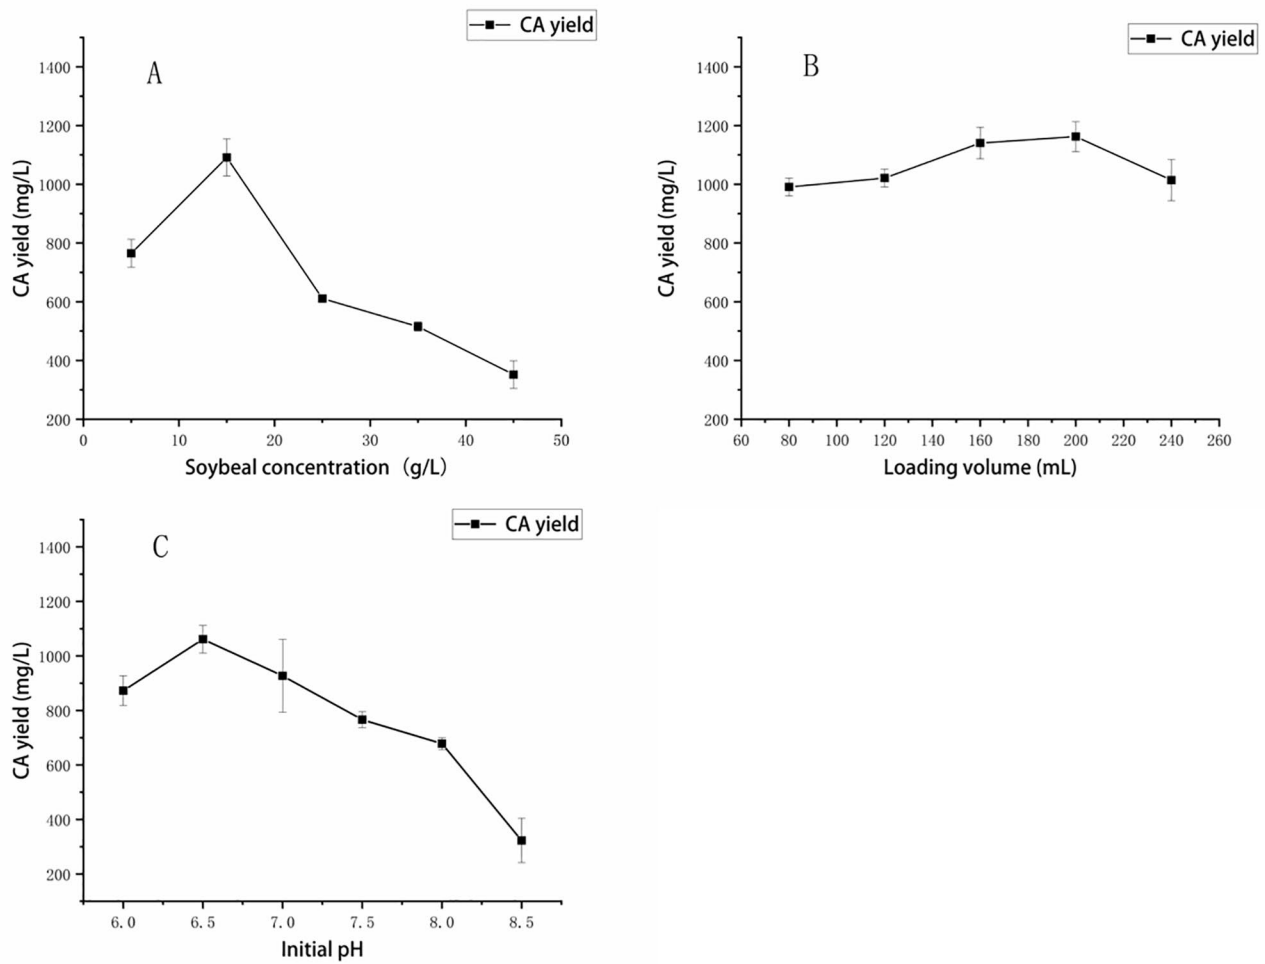 CA yield
A
1400
1200
1000
800
600
400
200
CA yield (mg/L)
0 10 20 30 40 50
Soybeal concentration (g/L)
CA yield
B
1400
1200
1000
800
600
400
200
CA yield (mg/L)
60 80 100 120 140 160 180 200 220 240 260
Loading volume (mL)
CA yield
C
1400
1200
1000
800
600
400
200
CA yield (mg/L)
6.0 6.5 7.0 7.5 8.0 8.5
Initial pH